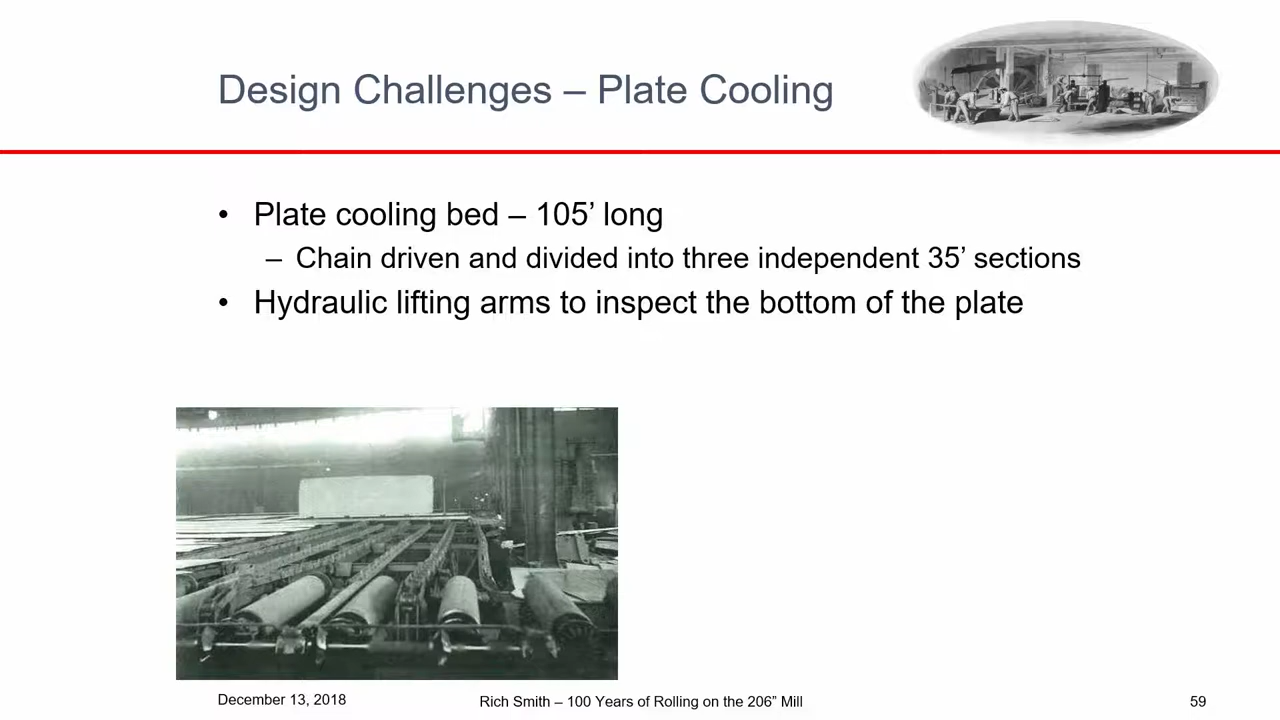 Design Challenges – Plate Cooling
• Plate cooling bed – 105’ long
– Chain driven and divided into three independent 35’ sections
• Hydraulic lifting arms to inspect the bottom of the plate
December 13, 2018
Rich Smith – 100 Years of Rolling on the 206” Mill
59